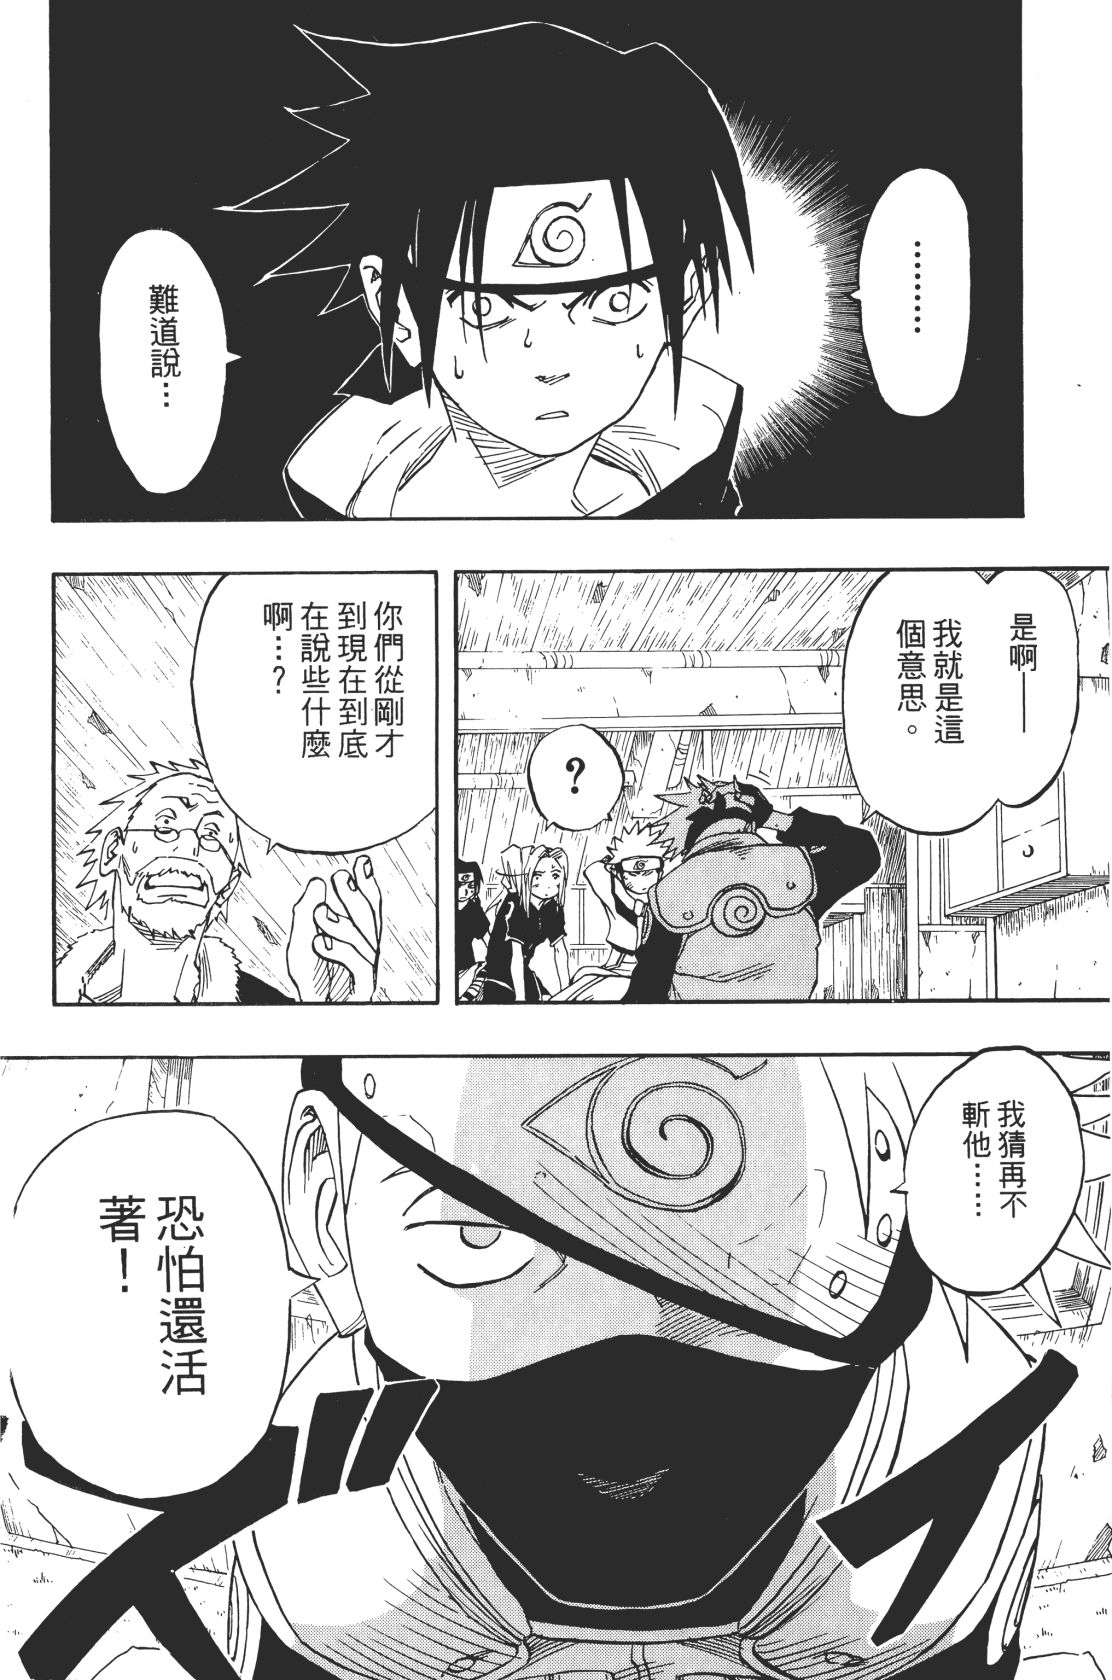 ………
難道說…
是啊——
我就是這
個意思。
？
你們從剛才
到現在到底
在說些什麼
啊…？
我猜再不
斬他……
恐怕還活
著！